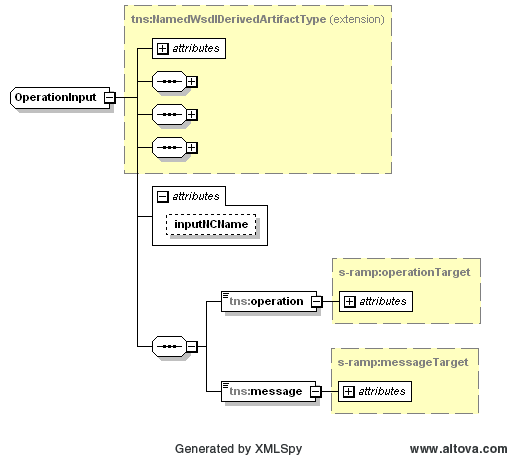 tns:NamedWsdlDerivedArtifactType (extension)
attributes
OperationInput
attributes
inputNCName
s-ramp:operationTarget
tns:operation
attributes
s-ramp:messageTarget
tns:message
attributes
Generated by XMLSpy
www.altova.com